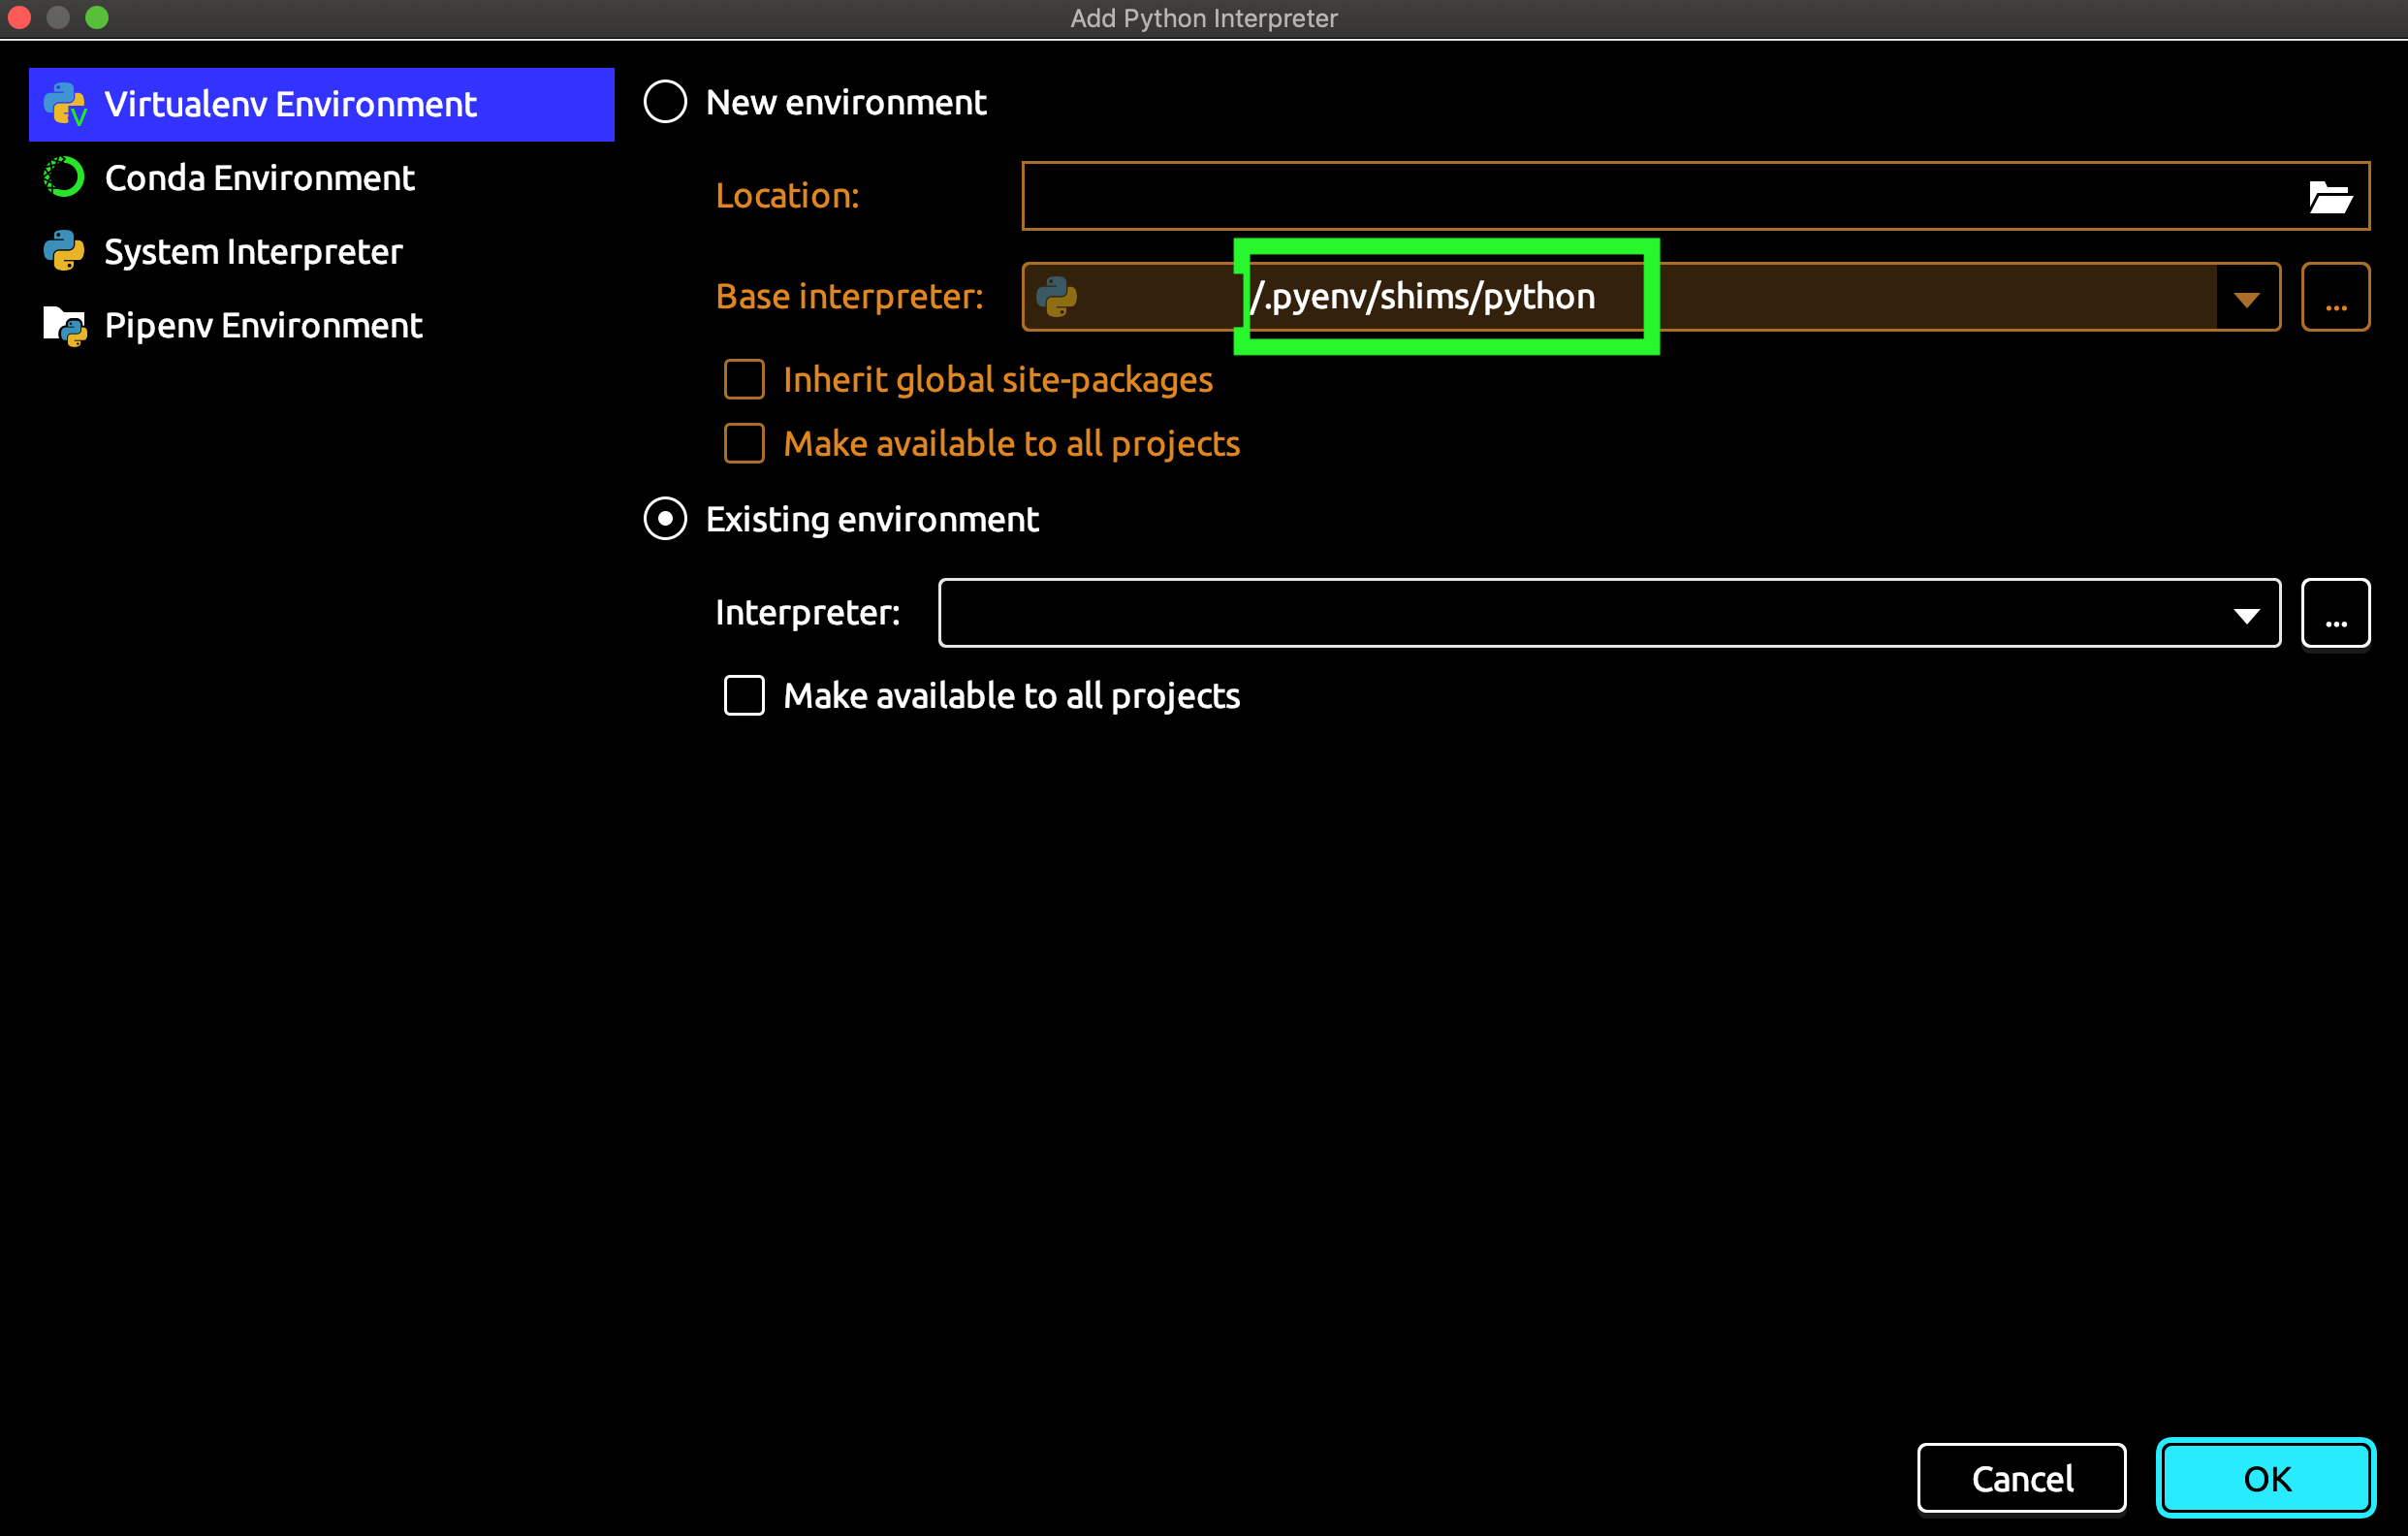 Add Python Interpreter
Virtualenv Environment
Conda Environment
System Interpreter
Pipenv Environment
New environment
Location:
Base interpreter: /.pyenv/shims/python ...
Inherit global site-packages
Make available to all projects
Existing environment
Interpreter: ...
Make available to all projects
Cancel OK